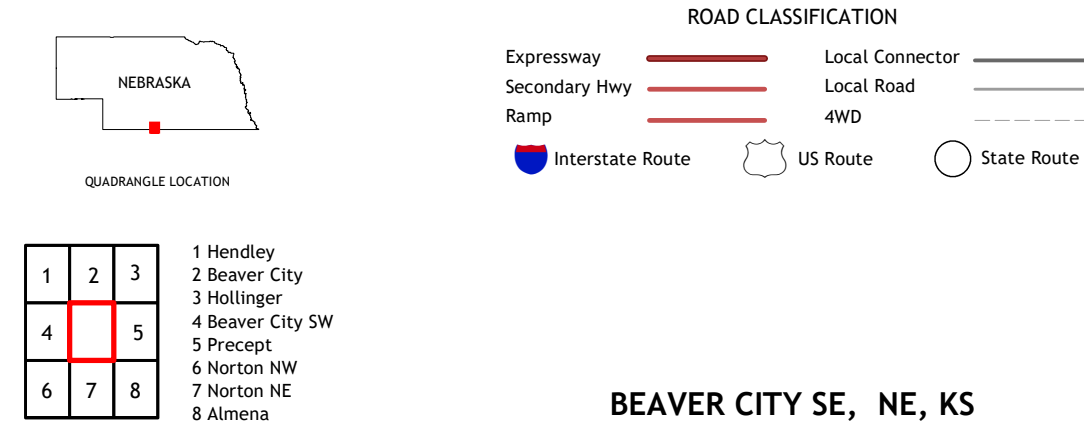 NEBRASKA
QUADRANGLE LOCATION
ROAD CLASSIFICATION
Expressway
Secondary Hwy
Ramp
Local Connector
Local Road
4WD
Interstate Route
US Route
State Route
1 2 3
4 5
6 7 8
1 Hendley
2 Beaver City
3 Hollinger
4 Beaver City SW
5 Precept
6 Norton NW
7 Norton NE
8 Almena
BEAVER CITY SE, NE, KS